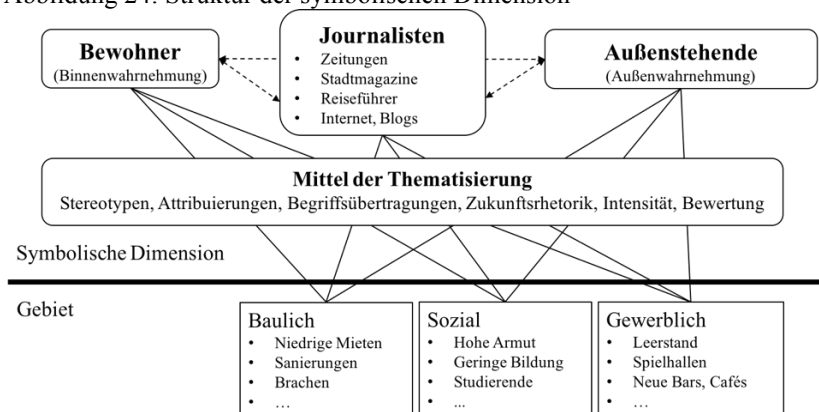 Abbildung 24: Struktur der symbolischen Dimension
Bewohner
(Binnenwahrnehmung)
Journalisten
• Zeitungen
• Stadtmagazine
• Reiseführer
• Internet, Blogs
Außenstehende
(Außenwahrnehmung)
Mittel der Thematisierung
Stereotypen, Attribuierungen, Begriffsübertragungen, Zukunftsrhetorik, Intensität, Bewertung
Symbolische Dimension
Gebiet
Baulich
• Niedrige Mieten
• Sanierungen
• Brachen
• …
Sozial
• Hohe Armut
• Geringe Bildung
• Studierende
• ...
Gewerblich
• Leerstand
• Spielhallen
• Neue Bars, Cafés
• …